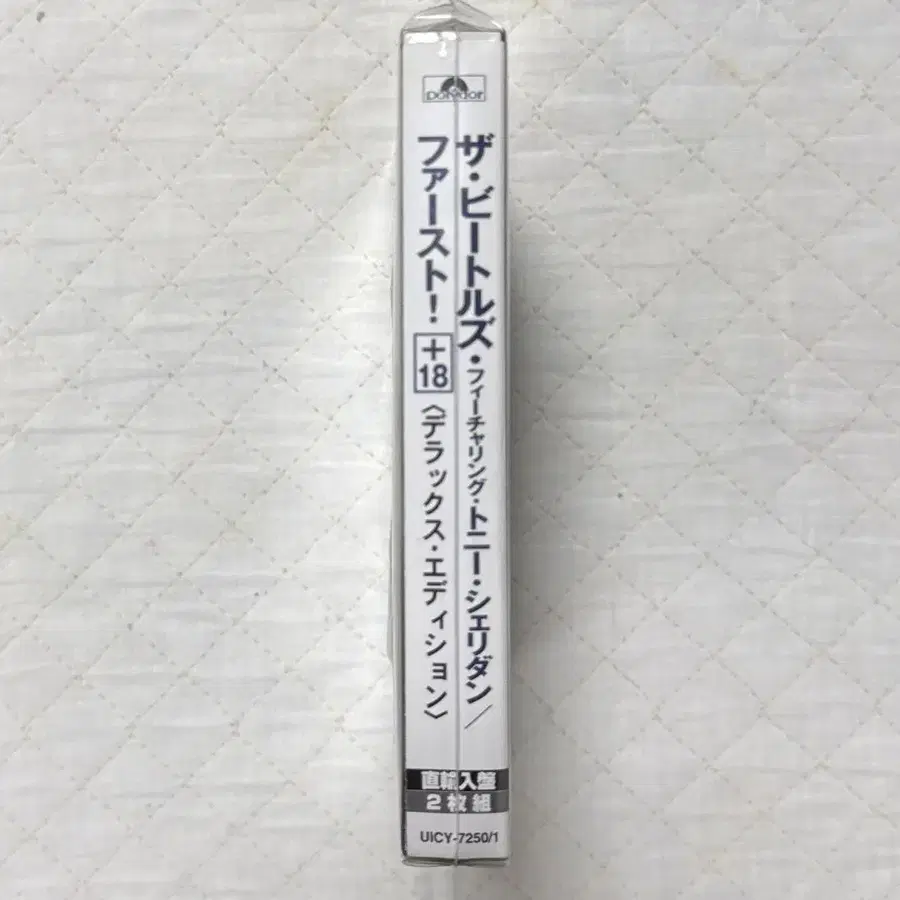 polydor
ザ・ビートルズ・フィーチャリング・トニー・シェリダン/
ファースト! +18 〈デラックス・エディション〉
直輸入盤
2枚組
UICY-7250/1